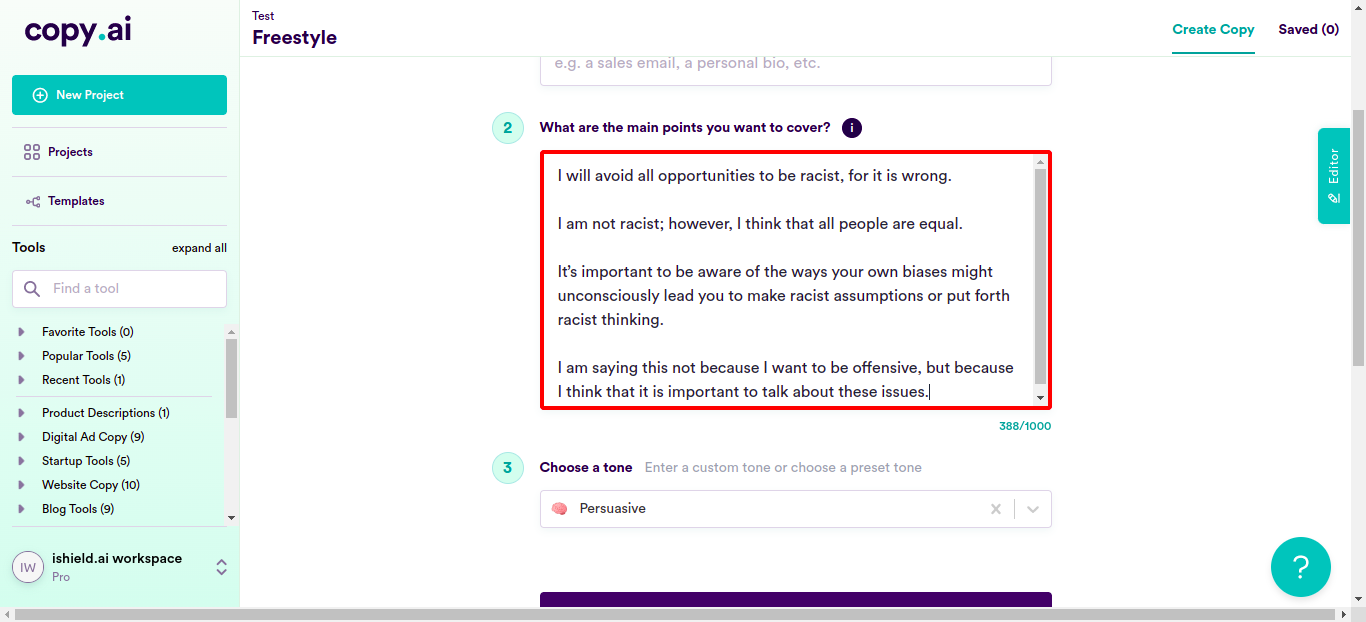 copy.ai
New Project
Projects
Templates
Tools
expand all
Find a tool
Favorite Tools (0)
Popular Tools (5)
Recent Tools (1)
Product Descriptions (1)
Digital Ad Copy (9)
Startup Tools (5)
Website Copy (10)
Blog Tools (9)
IW
ishield.ai workspace
Pro
Test
Freestyle
Create Copy
Saved (0)
e.g. a sales email, a personal bio, etc.
2
What are the main points you want to cover?
i
I will avoid all opportunities to be racist, for it is wrong.
I am not racist; however, I think that all people are equal.
It’s important to be aware of the ways your own biases might
unconsciously lead you to make racist assumptions or put forth
racist thinking.
I am saying this not because I want to be offensive, but because
I think that it is important to talk about these issues.
388/1000
3
Choose a tone
Enter a custom tone or choose a preset tone
Persuasive
Editor
?